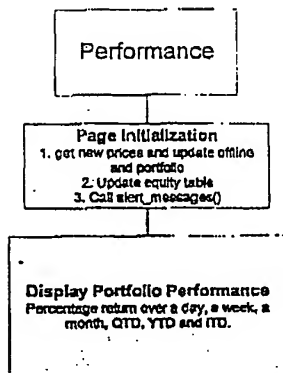 Performance
Page Initialization
1. get new prices and update offline
and portfolio
2. Update equity table
3. Call alert_messages()
Display Portfolio Performance
Percentage return over a day, a week, a
month, QTD, YTD and ITD.